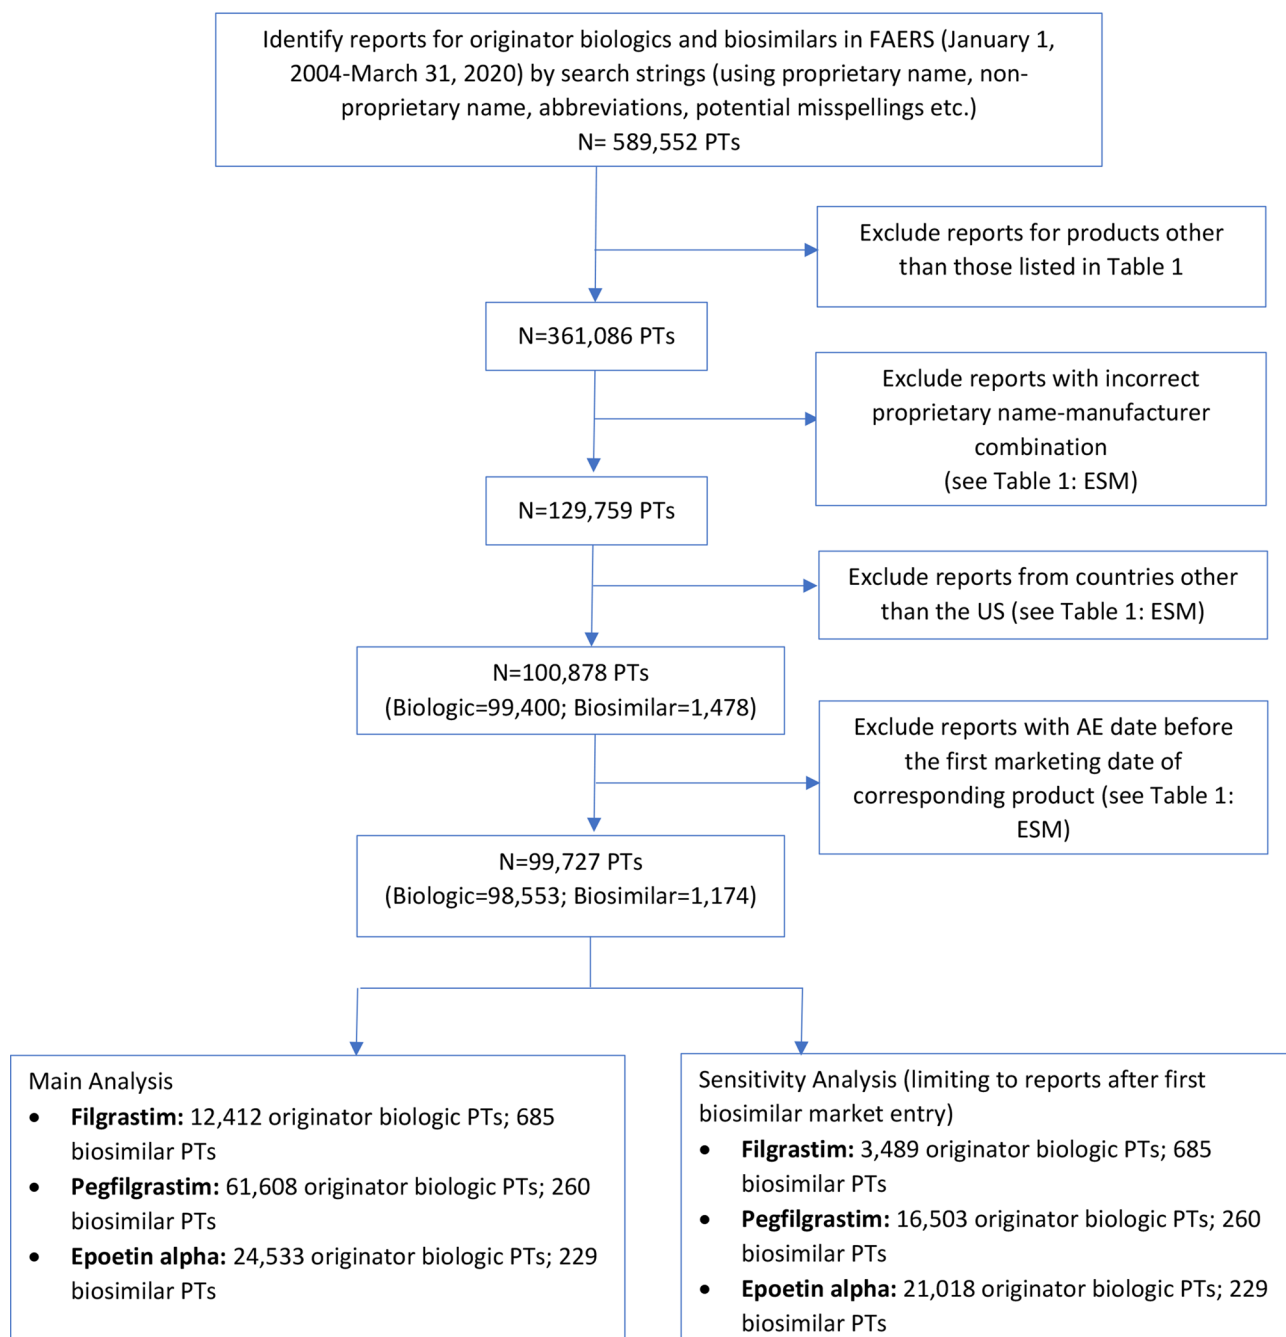 Identify reports for originator biologics and biosimilars in FAERS (January 1,
2004-March 31, 2020) by search strings (using proprietary name, non-
proprietary name, abbreviations, potential misspellings etc.)
N= 589,552 PTs
Exclude reports for products other
than those listed in Table 1
N=361,086 PTs
Exclude reports with incorrect
proprietary name-manufacturer
combination
(see Table 1: ESM)
N=129,759 PTs
Exclude reports from countries other
than the US (see Table 1: ESM)
N=100,878 PTs
(Biologic=99,400; Biosimilar=1,478)
Exclude reports with AE date before
the first marketing date of
corresponding product (see Table 1:
ESM)
N=99,727 PTs
(Biologic=98,553; Biosimilar=1,174)
Main Analysis
• Filgrastim: 12,412 originator biologic PTs; 685
biosimilar PTs
• Pegfilgrastim: 61,608 originator biologic PTs; 260
biosimilar PTs
• Epoetin alpha: 24,533 originator biologic PTs; 229
biosimilar PTs
Sensitivity Analysis (limiting to reports after first
biosimilar market entry)
• Filgrastim: 3,489 originator biologic PTs; 685
biosimilar PTs
• Pegfilgrastim: 16,503 originator biologic PTs; 260
biosimilar PTs
• Epoetin alpha: 21,018 originator biologic PTs; 229
biosimilar PTs